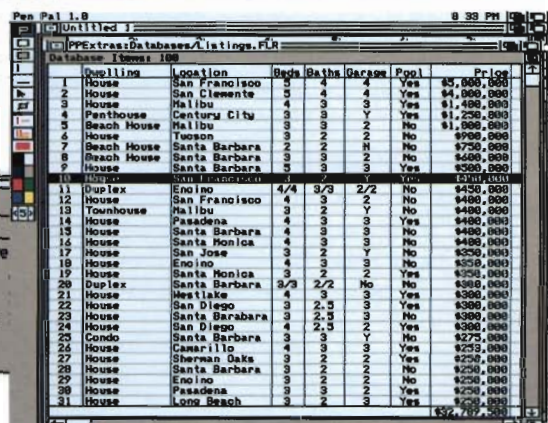 Pen Pal 1.0 8 33 PM
Untitled 1
PPExtras:Databases/Listings.FLR
Database Items: 100
Dwelling Location Beds Baths Garage Pool Price
1 House San Francisco 5 4 4 Yes $5,000,000
2 House San Clemente 5 4 4 Yes $4,000,000
3 House Malibu 4 3 3 Yes $1,400,000
4 Penthouse Century City 3 3 Y Yes $1,250,000
5 Beach House Malibu 3 3 2 No $1,000,000
6 House Tucson 3 2 2 No $900,000
7 Beach House Santa Barbara 2 2 N No $750,000
8 Beach House Santa Barbara 3 3 2 No $600,000
9 House Santa Barbara 5 3 3 Yes $500,000
10 House San Francisco 3 2 Y Yes $450,000
11 Duplex Encino 4/4 3/3 2/2 No $450,000
12 House San Francisco 4 3 2 No $400,000
13 Townhouse Malibu 3 2 Y No $400,000
14 House Pasadena 4 3 3 Yes $400,000
15 House Santa Barbara 4 3 3 No $400,000
16 House Santa Monica 4 3 3 No $400,000
17 House San Jose 3 2 Y No $350,000
18 House Encino 4 3 3 No $350,000
19 House Santa Monica 3 2 2 Yes $350,000
20 Duplex Santa Barbara 3/3 2/2 No No $300,000
21 House Westlake 4 3 3 Yes $300,000
22 House San Diego 3 2.5 3 Yes $300,000
23 House Santa Barabara 3 2.5 3 No $300,000
24 House San Diego 4 2.5 2 Yes $300,000
25 Condo Santa Barbara 3 3 Y No $275,000
26 House Camarillo 4 3 3 Yes $253,000
27 House Sherman Oaks 3 2 2 Yes $250,000
28 House Santa Barbara 3 2 2 No $250,000
29 House Encino 3 2 2 No $250,000
30 House Pasadena 3 3 2 Yes $250,000
31 House Long Beach 3 3 2 Yes $250,000